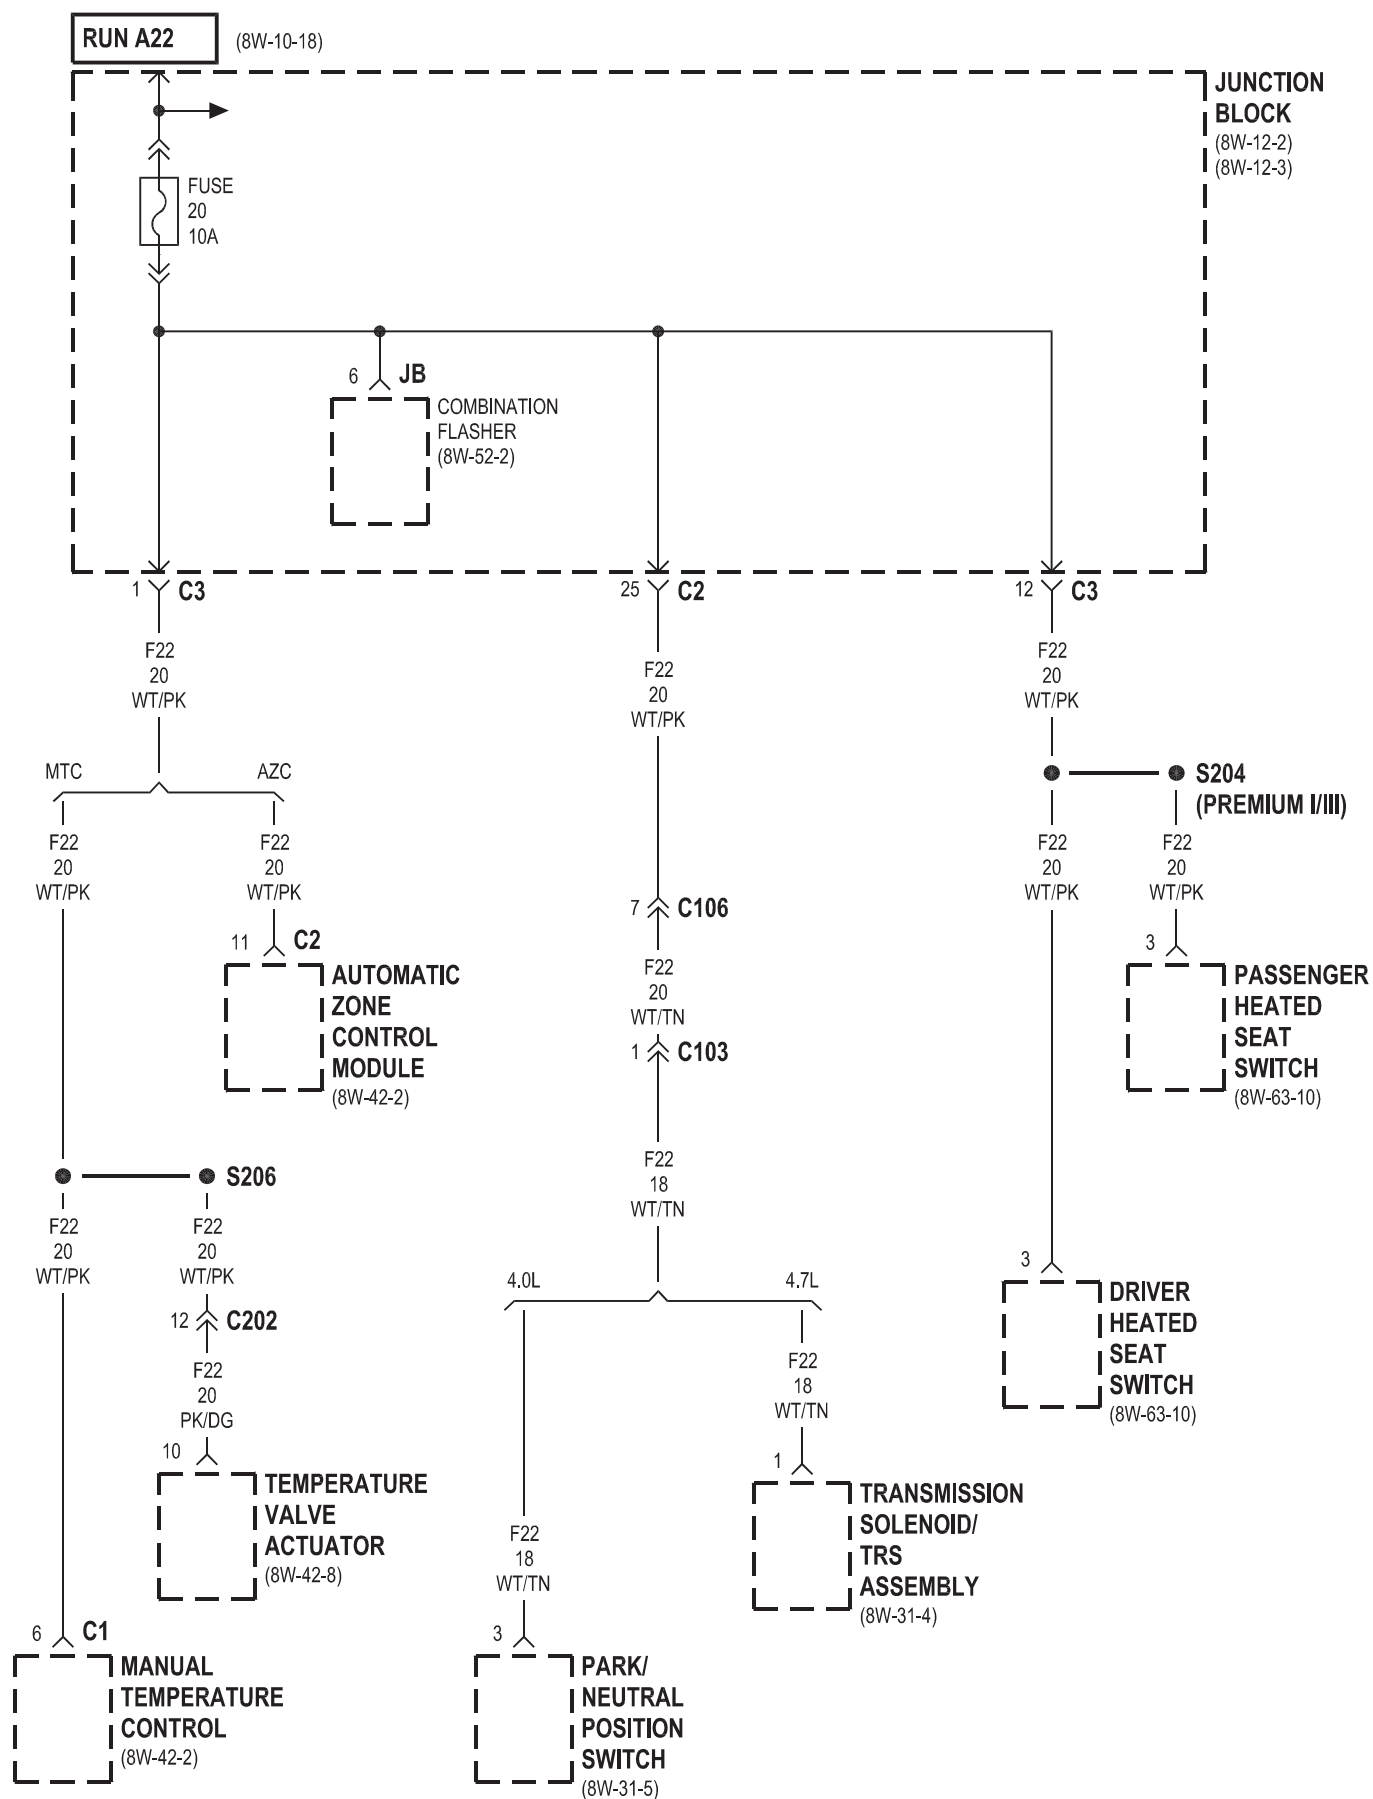 RUN A22 (8W-10-18)
JUNCTION
BLOCK
(8W-12-2)
(8W-12-3)
FUSE
20
10A
6 JB
COMBINATION
FLASHER
(8W-52-2)
1 C3
25 C2
12 C3
F22
20
WT/PK
F22
20
WT/PK
F22
20
WT/PK
MTC
AZC
S204
(PREMIUM I/III)
F22
20
WT/PK
F22
20
WT/PK
F22
20
WT/PK
F22
20
WT/PK
7 C106
11 C2
3
AUTOMATIC
ZONE
CONTROL
MODULE
(8W-42-2)
F22
20
WT/TN
1 C103
PASSENGER
HEATED
SEAT
SWITCH
(8W-63-10)
S206
F22
18
WT/TN
F22
20
WT/PK
F22
20
WT/PK
12 C202
F22
20
PK/DG
10
TEMPERATURE
VALVE
ACTUATOR
(8W-42-8)
4.0L
4.7L
3
DRIVER
HEATED
SEAT
SWITCH
(8W-63-10)
F22
18
WT/TN
1
TRANSMISSION
SOLENOID/
TRS
ASSEMBLY
(8W-31-4)
F22
18
WT/TN
6 C1
MANUAL
TEMPERATURE
CONTROL
(8W-42-2)
3
PARK/
NEUTRAL
POSITION
SWITCH
(8W-31-5)